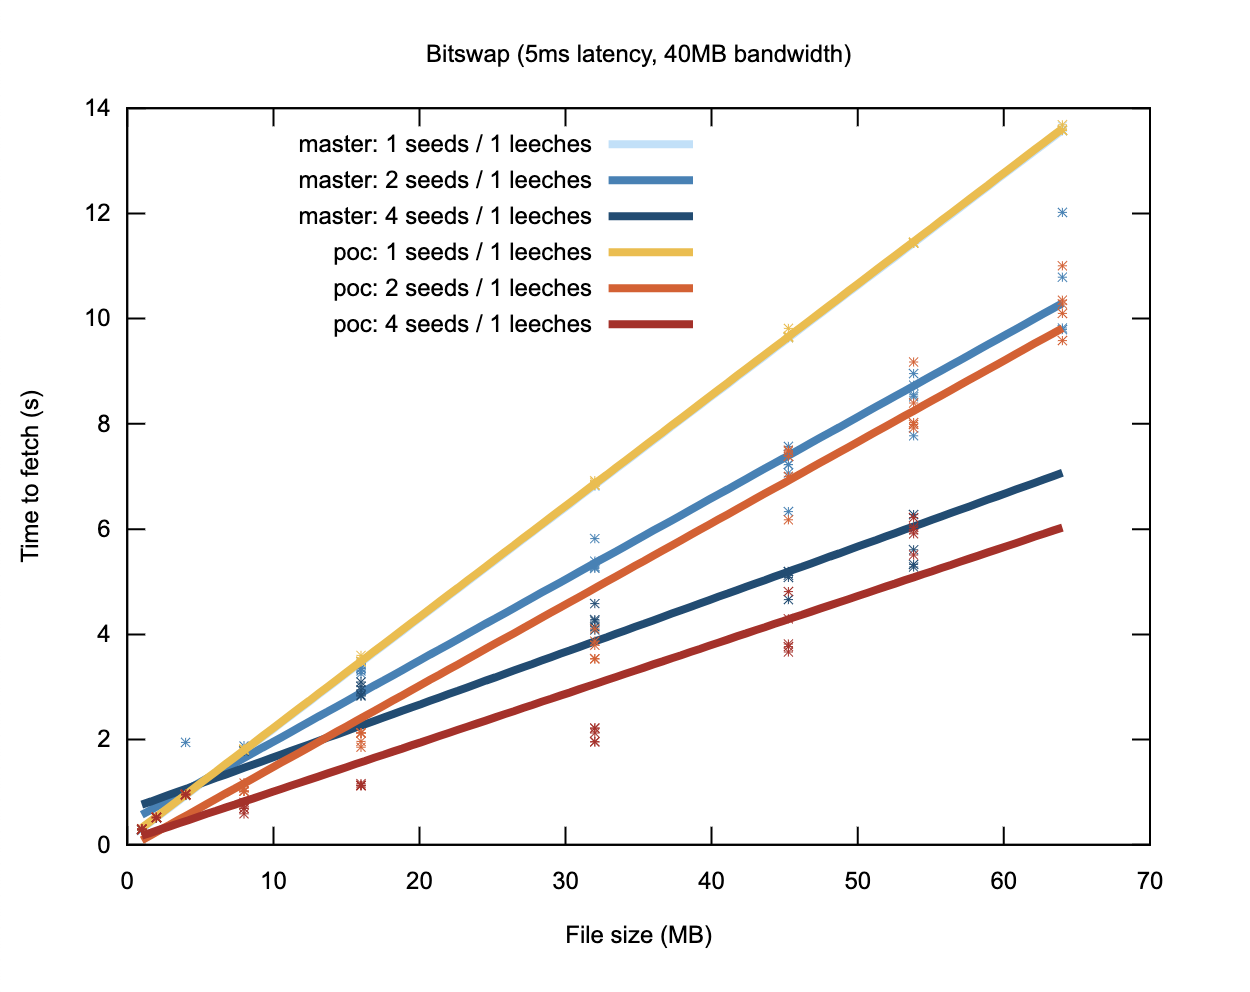 Bitswap (5ms latency, 40MB bandwidth)
master: 1 seeds / 1 leeches
master: 2 seeds / 1 leeches
master: 4 seeds / 1 leeches
poc: 1 seeds / 1 leeches
poc: 2 seeds / 1 leeches
poc: 4 seeds / 1 leeches
Time to fetch (s)
14
12
10
8
6
4
2
0
0 10 20 30 40 50 60 70
File size (MB)